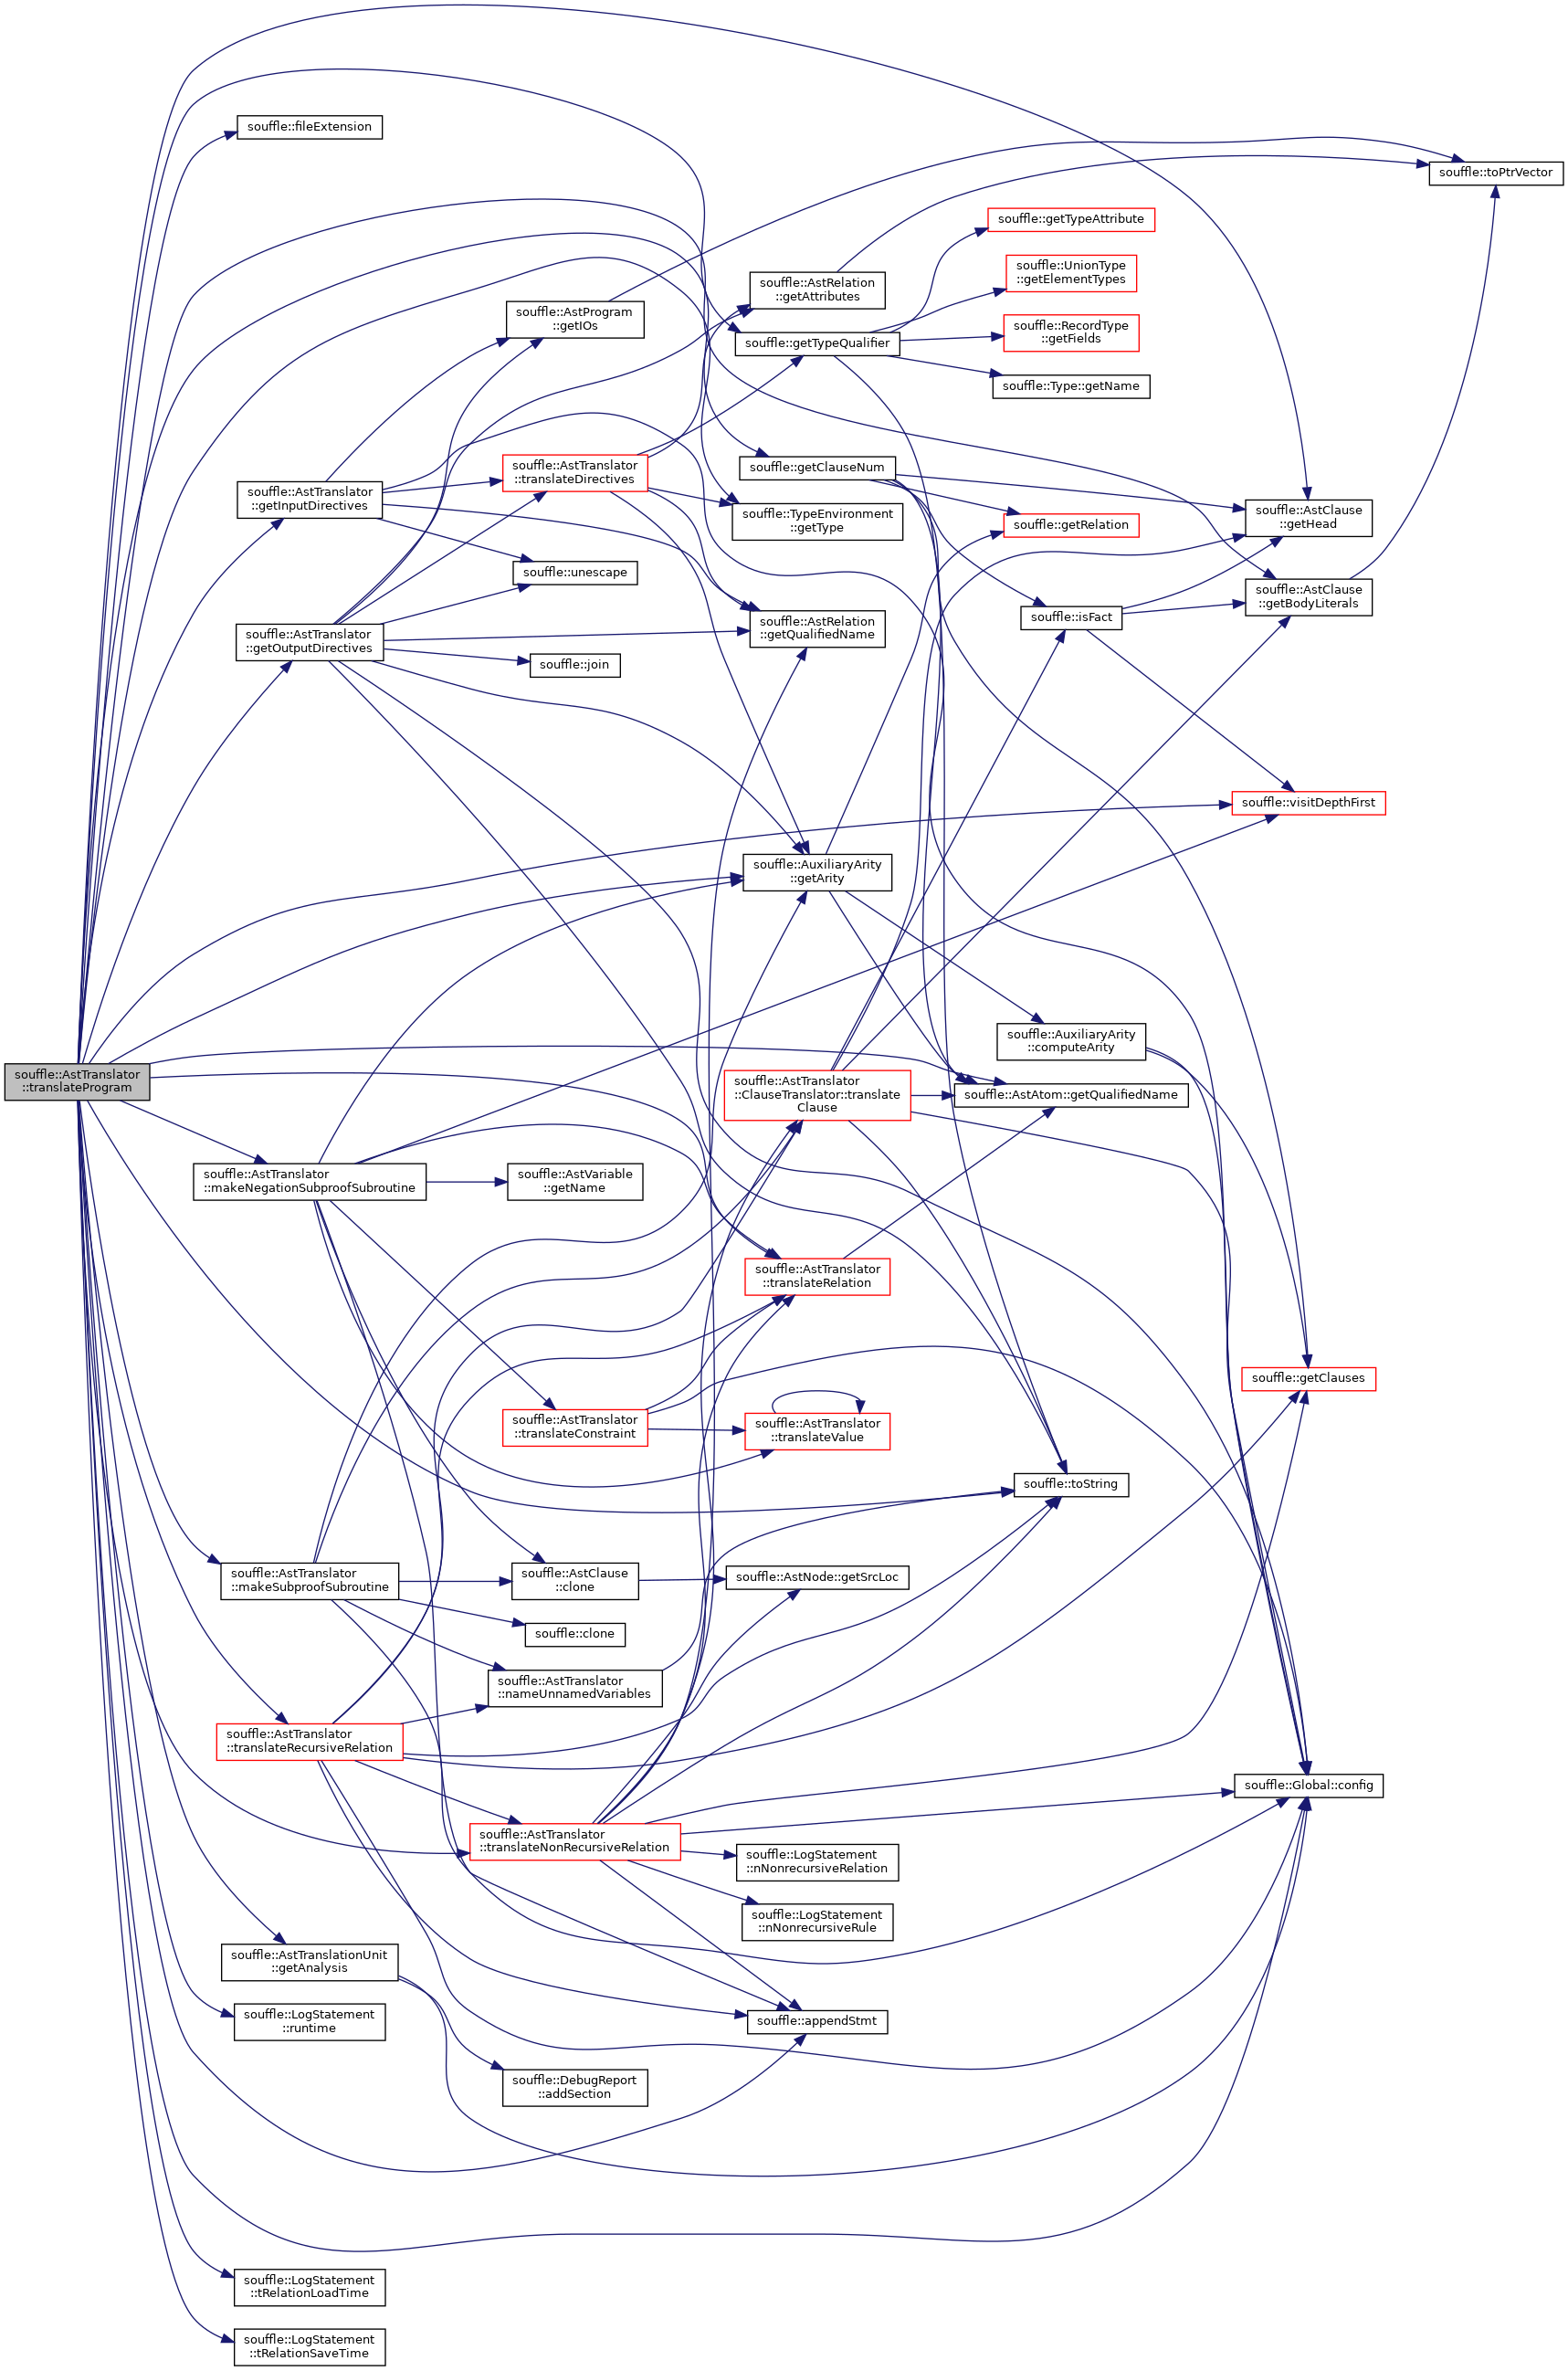 souffle::fileExtension
souffle::toPtrVector
souffle::getTypeAttribute
souffle::UnionType
::getElementTypes
souffle::AstRelation
::getAttributes
souffle::AstProgram
::getIOs
souffle::RecordType
::getFields
souffle::getTypeQualifier
souffle::Type::getName
souffle::AstTranslator
::translateDirectives
souffle::getClauseNum
souffle::AstTranslator
::getInputDirectives
souffle::TypeEnvironment
::getType
souffle::getRelation
souffle::AstClause
::getHead
souffle::unescape
souffle::AstClause
::getBodyLiterals
souffle::isFact
souffle::AstRelation
::getQualifiedName
souffle::AstTranslator
::getOutputDirectives
souffle::join
souffle::visitDepthFirst
souffle::AuxiliaryArity
::getArity
souffle::AuxiliaryArity
::computeArity
souffle::AstTranslator
::translateProgram
souffle::AstTranslator
::ClauseTranslator::translate
Clause
souffle::AstAtom::getQualifiedName
souffle::AstTranslator
::makeNegationSubproofSubroutine
souffle::AstVariable
::getName
souffle::AstTranslator
::translateRelation
souffle::getClauses
souffle::AstTranslator
::translateConstraint
souffle::AstTranslator
::translateValue
souffle::toString
souffle::AstTranslator
::makeSubproofSubroutine
souffle::AstClause
::clone
souffle::AstNode::getSrcLoc
souffle::clone
souffle::AstTranslator
::nameUnnamedVariables
souffle::AstTranslator
::translateRecursiveRelation
souffle::Global::config
souffle::AstTranslator
::translateNonRecursiveRelation
souffle::LogStatement
::nNonrecursiveRelation
souffle::LogStatement
::nNonrecursiveRule
souffle::AstTranslationUnit
::getAnalysis
souffle::LogStatement
::runtime
souffle::appendStmt
souffle::DebugReport
::addSection
souffle::LogStatement
::tRelationLoadTime
souffle::LogStatement
::tRelationSaveTime